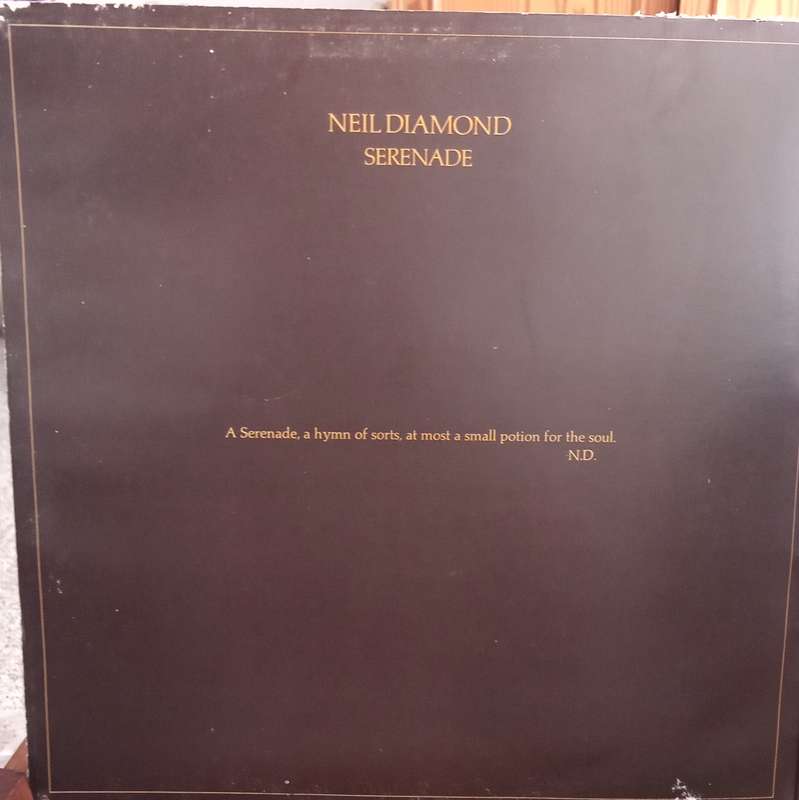 NEIL DIAMOND
SERENADE
A Serenade, a hymn of sorts, at most a small potion for the soul.
N.D.